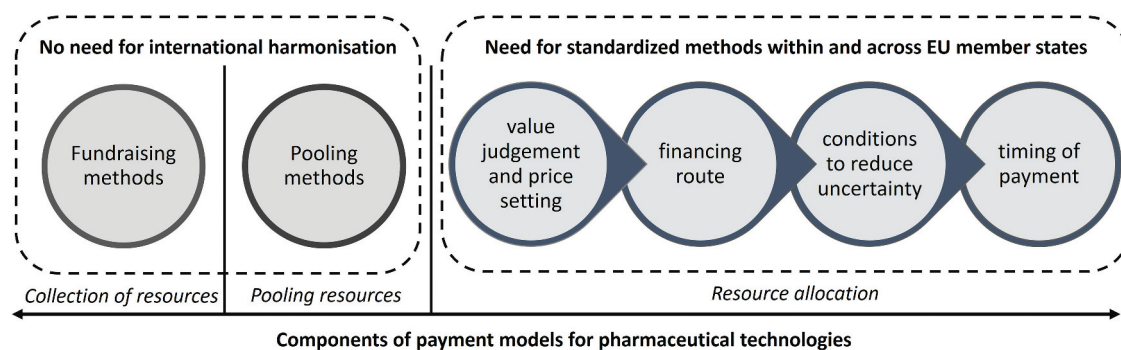 No need for international harmonisation
Need for standardized methods within and across EU member states
Fundraising
methods
Pooling
methods
value
judgement
and price
setting
financing
route
conditions
to reduce
uncertainty
timing of
payment
Collection of resources
Pooling resources
Resource allocation
Components of payment models for pharmaceutical technologies